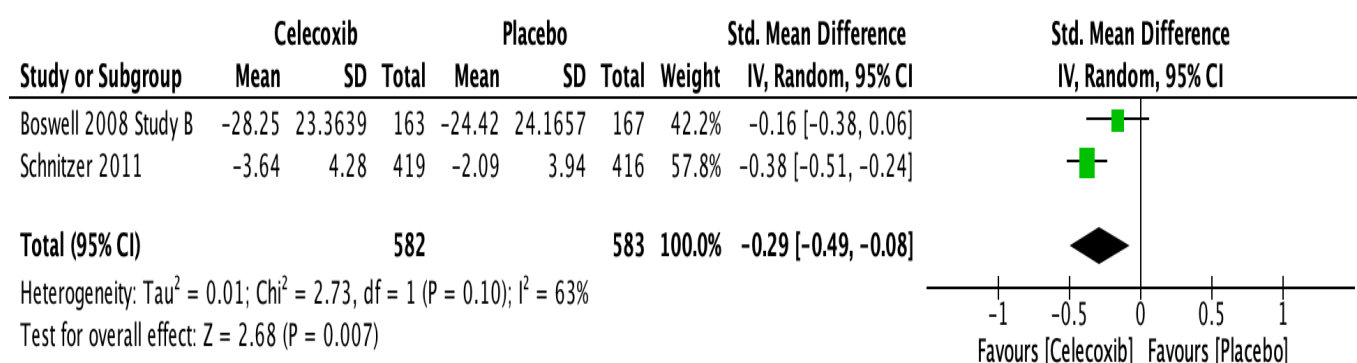 Celecoxib Placebo Std. Mean Difference Std. Mean Difference
Study or Subgroup Mean SD Total Mean SD Total Weight IV, Random, 95% CI IV, Random, 95% CI
Boswell 2008 Study B −28.25 23.3639 163 −24.42 24.1657 167 42.2% −0.16 [−0.38, 0.06]
Schnitzer 2011 −3.64 4.28 419 −2.09 3.94 416 57.8% −0.38 [−0.51, −0.24]
Total (95% CI) 582 583 100.0% −0.29 [−0.49, −0.08]
Heterogeneity: Tau² = 0.01; Chi² = 2.73, df = 1 (P = 0.10); I² = 63%
Test for overall effect: Z = 2.68 (P = 0.007)
−1 −0.5 0 0.5 1
Favours [Celecoxib] Favours [Placebo]